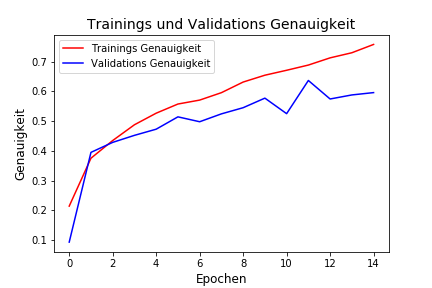 Trainings und Validations Genauigkeit
Trainings Genauigkeit
Validations Genauigkeit
Genauigkeit
0.7
0.6
0.5
0.4
0.3
0.2
0.1
0 2 4 6 8 10 12 14
Epochen